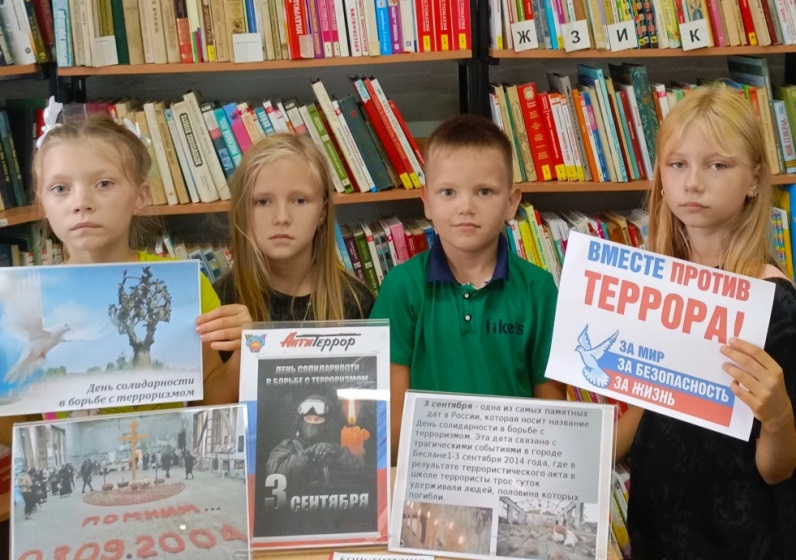 Ж З И К
День солидарности
в борьбе с терроризмом
АнтиТеррор
ДЕНЬ СОЛИДАРНОСТИ
В БОРЬБЕ С ТЕРРОРИЗМОМ
3 СЕНТЯБРЯ
like's
ВМЕСТЕ ПРОТИВ
ТЕРРОРА!
ЗА МИР
ЗА БЕЗОПАСНОСТЬ
ЗА ЖИЗНЬ
ПОМНИМ...
09.2004
3 сентября - одна из самых памятных
дат в России, которая носит название
День солидарности в борьбе с
терроризмом. Эта дата связана с
трагическими событиями в городе
Беслане1-3 сентября 2014 года, где в
результате террористического акта в
школе террористы трое суток
удерживали людей, половина которых
погибли.